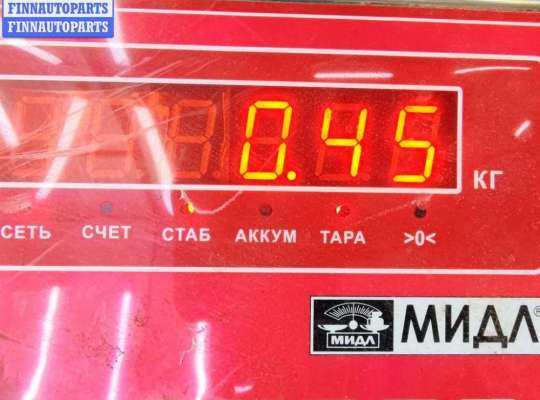 FINNAUTOPARTS
FINNAUTOPARTS
0.45
КГ
СЕТЬ СЧЕТ СТАБ АККУМ ТАРА >0<
МИДЛ МИДЛ®